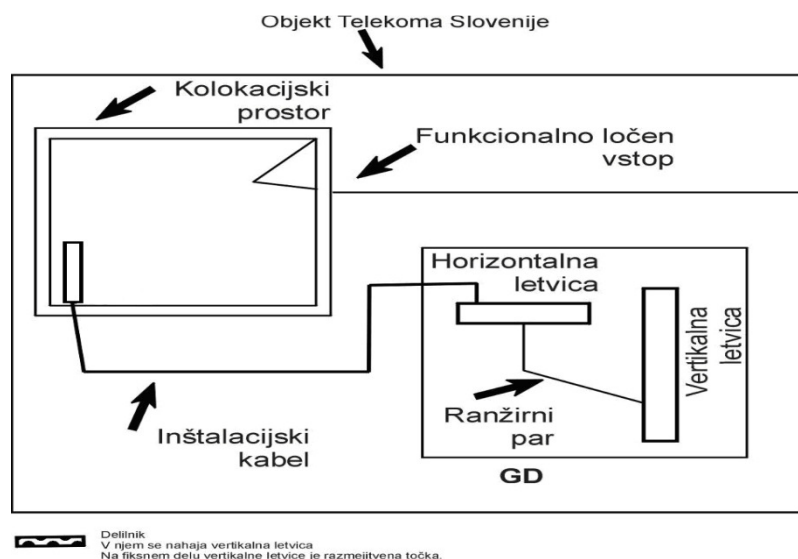 Objekt Telekoma Slovenije
Kolokacijski
prostor
Funkcionalno ločen
vstop
Horizontalna
letvica
Vertikalna
letvica
Ranžirni
par
Inštalacijski
kabel
GD
Delilnik
V njem se nahaja vertikalna letvica
Na fiksnem delu vertikalne letvice je razmejitvena točka.